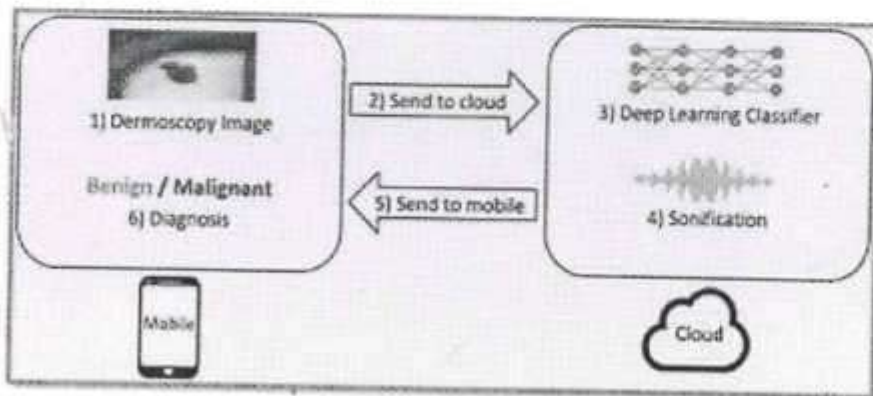 1) Dermoscopy Image
Benign / Malignant
6) Diagnosis
2) Send to cloud
5) Send to mobile
3) Deep Learning Classifier
4) Sonification
Mobile
Cloud